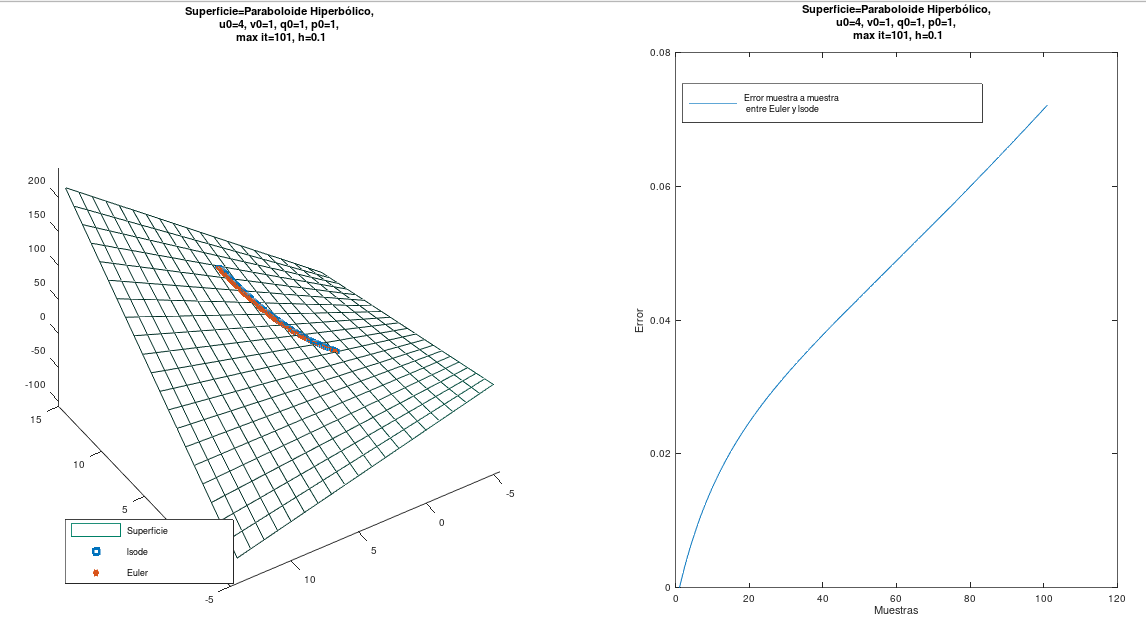 Superficie=Paraboloide Hiperbólico,
u0=4, v0=1, q0=1, p0=1,
max it=101, h=0.1
200
150
100
50
0
-50
-100
15
10
5
-5
0
5
10
-5
Superficie
lsode
Euler
Superficie=Paraboloide Hiperbólico,
u0=4, v0=1, q0=1, p0=1,
max it=101, h=0.1
0.08
0.06
0.04
0.02
0
Error
Error muestra a muestra
entre Euler y lsode
0
20
40
60
80
100
120
Muestras